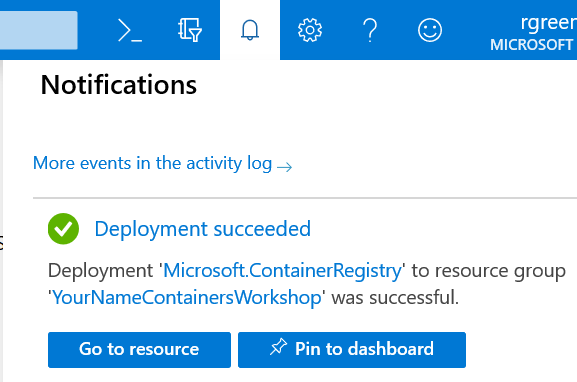 rgreen
MICROSOFT
Notifications
More events in the activity log →
Deployment succeeded
Deployment 'Microsoft.ContainerRegistry' to resource group
'YourNameContainersWorkshop' was successful.
Go to resource
Pin to dashboard